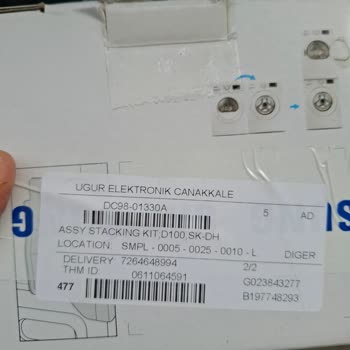 UGUR ELEKTRONIK CANAKKALE
DC98-01330A 5 AD
ASSY STACKING KIT;D100,SK-DH
LOCATION: SMPL - 0005 - 0025 - 0010 - L DIGER
DELIVERY: 7264648994 2/2
THM ID: 0611064591 G023843277
477 B197748293